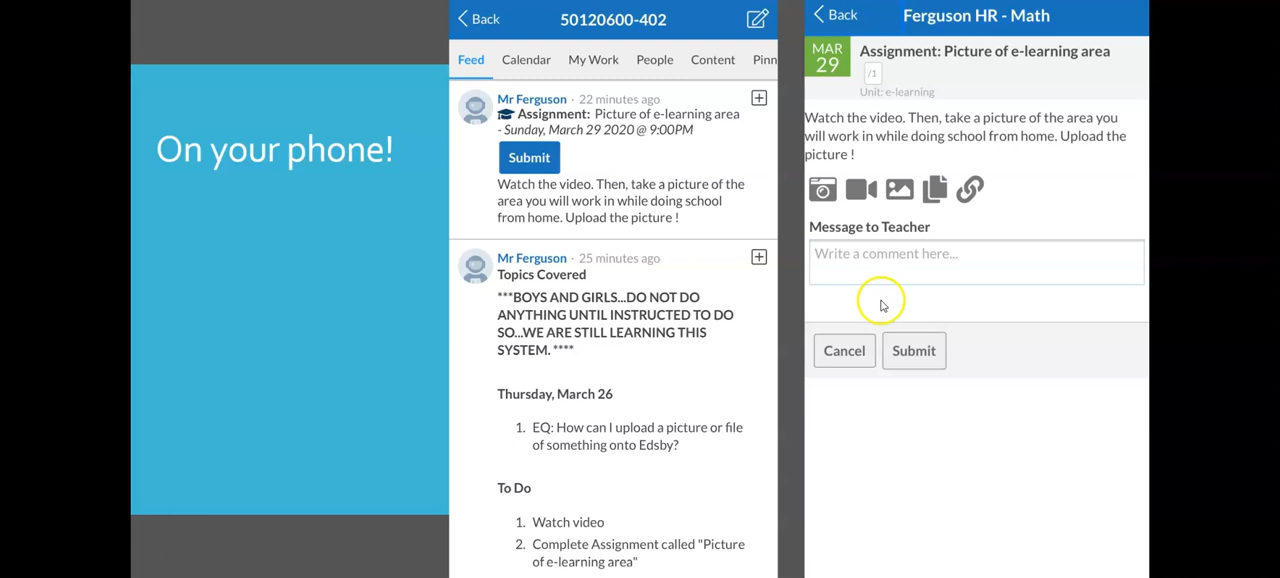 On your phone!
Back
50120600-402
Feed
Calendar
My Work
People
Content
Pinn
Mr Ferguson · 22 minutes ago
Assignment: Picture of e-learning area
- Sunday, March 29 2020 @ 9:00PM
Submit
Watch the video. Then, take a picture of the
area you will work in while doing school
from home. Upload the picture !
Mr Ferguson · 25 minutes ago
Topics Covered
***BOYS AND GIRLS...DO NOT DO
ANYTHING UNTIL INSTRUCTED TO DO
SO...WE ARE STILL LEARNING THIS
SYSTEM. ****
Thursday, March 26
1. EQ: How can I upload a picture or file
of something onto Edsby?
To Do
1. Watch video
2. Complete Assignment called "Picture
of e-learning area"
Back
Ferguson HR - Math
MAR
29
Assignment: Picture of e-learning area
/1
Unit: e-learning
Watch the video. Then, take a picture of the area you
will work in while doing school from home. Upload the
picture !
Message to Teacher
Write a comment here...
Cancel
Submit